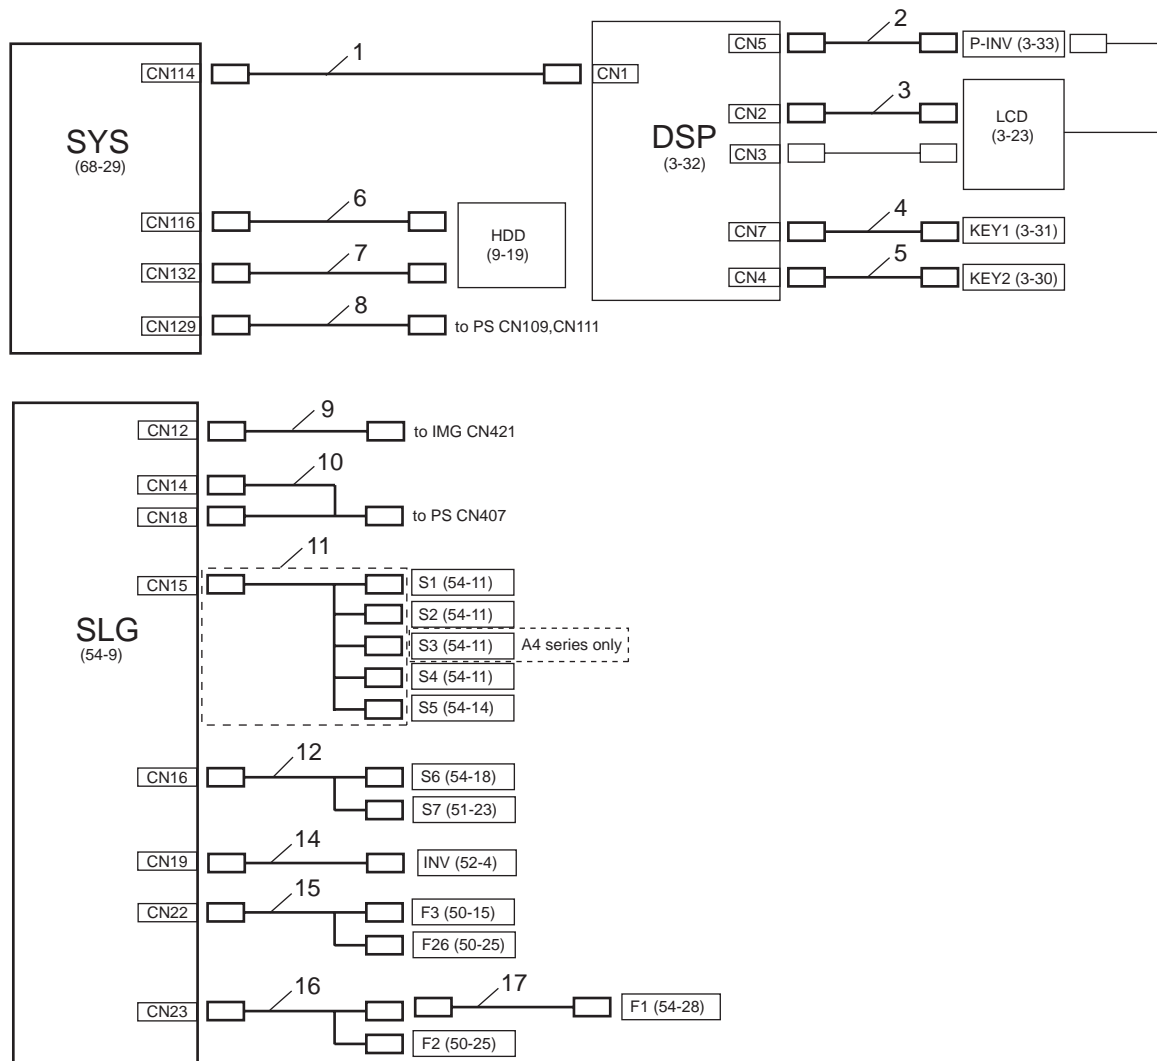 2
CN5
P-INV (3-33)
1
CN114
CN1
3
CN2
LCD
(3-23)
SYS
(68-29)
DSP
(3-32)
CN3
6
4
CN116
HDD
(9-19)
CN7
KEY1 (3-31)
7
5
CN132
CN4
KEY2 (3-30)
8
CN129
to PS CN109,CN111
9
CN12
to IMG CN421
10
CN14
CN18
to PS CN407
11
CN15
S1 (54-11)
S2 (54-11)
SLG
(54-9)
S3 (54-11)
A4 series only
S4 (54-11)
S5 (54-14)
12
CN16
S6 (54-18)
S7 (51-23)
14
CN19
INV (52-4)
15
CN22
F3 (50-15)
F26 (50-25)
16
17
CN23
F1 (54-28)
F2 (50-25)